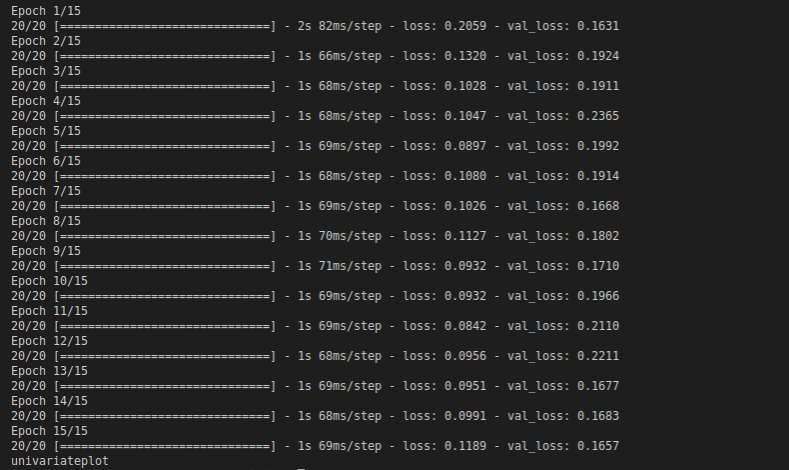 Epoch 1/15
20/20 [==============================] - 2s 82ms/step - loss: 0.2059 - val_loss: 0.1631
Epoch 2/15
20/20 [==============================] - 1s 66ms/step - loss: 0.1320 - val_loss: 0.1924
Epoch 3/15
20/20 [==============================] - 1s 68ms/step - loss: 0.1028 - val_loss: 0.1911
Epoch 4/15
20/20 [==============================] - 1s 68ms/step - loss: 0.1047 - val_loss: 0.2365
Epoch 5/15
20/20 [==============================] - 1s 69ms/step - loss: 0.0897 - val_loss: 0.1992
Epoch 6/15
20/20 [==============================] - 1s 68ms/step - loss: 0.1080 - val_loss: 0.1914
Epoch 7/15
20/20 [==============================] - 1s 69ms/step - loss: 0.1026 - val_loss: 0.1668
Epoch 8/15
20/20 [==============================] - 1s 70ms/step - loss: 0.1127 - val_loss: 0.1802
Epoch 9/15
20/20 [==============================] - 1s 71ms/step - loss: 0.0932 - val_loss: 0.1710
Epoch 10/15
20/20 [==============================] - 1s 69ms/step - loss: 0.0932 - val_loss: 0.1966
Epoch 11/15
20/20 [==============================] - 1s 69ms/step - loss: 0.0842 - val_loss: 0.2110
Epoch 12/15
20/20 [==============================] - 1s 68ms/step - loss: 0.0956 - val_loss: 0.2211
Epoch 13/15
20/20 [==============================] - 1s 69ms/step - loss: 0.0951 - val_loss: 0.1677
Epoch 14/15
20/20 [==============================] - 1s 68ms/step - loss: 0.0991 - val_loss: 0.1683
Epoch 15/15
20/20 [==============================] - 1s 69ms/step - loss: 0.1189 - val_loss: 0.1657
univariateplot